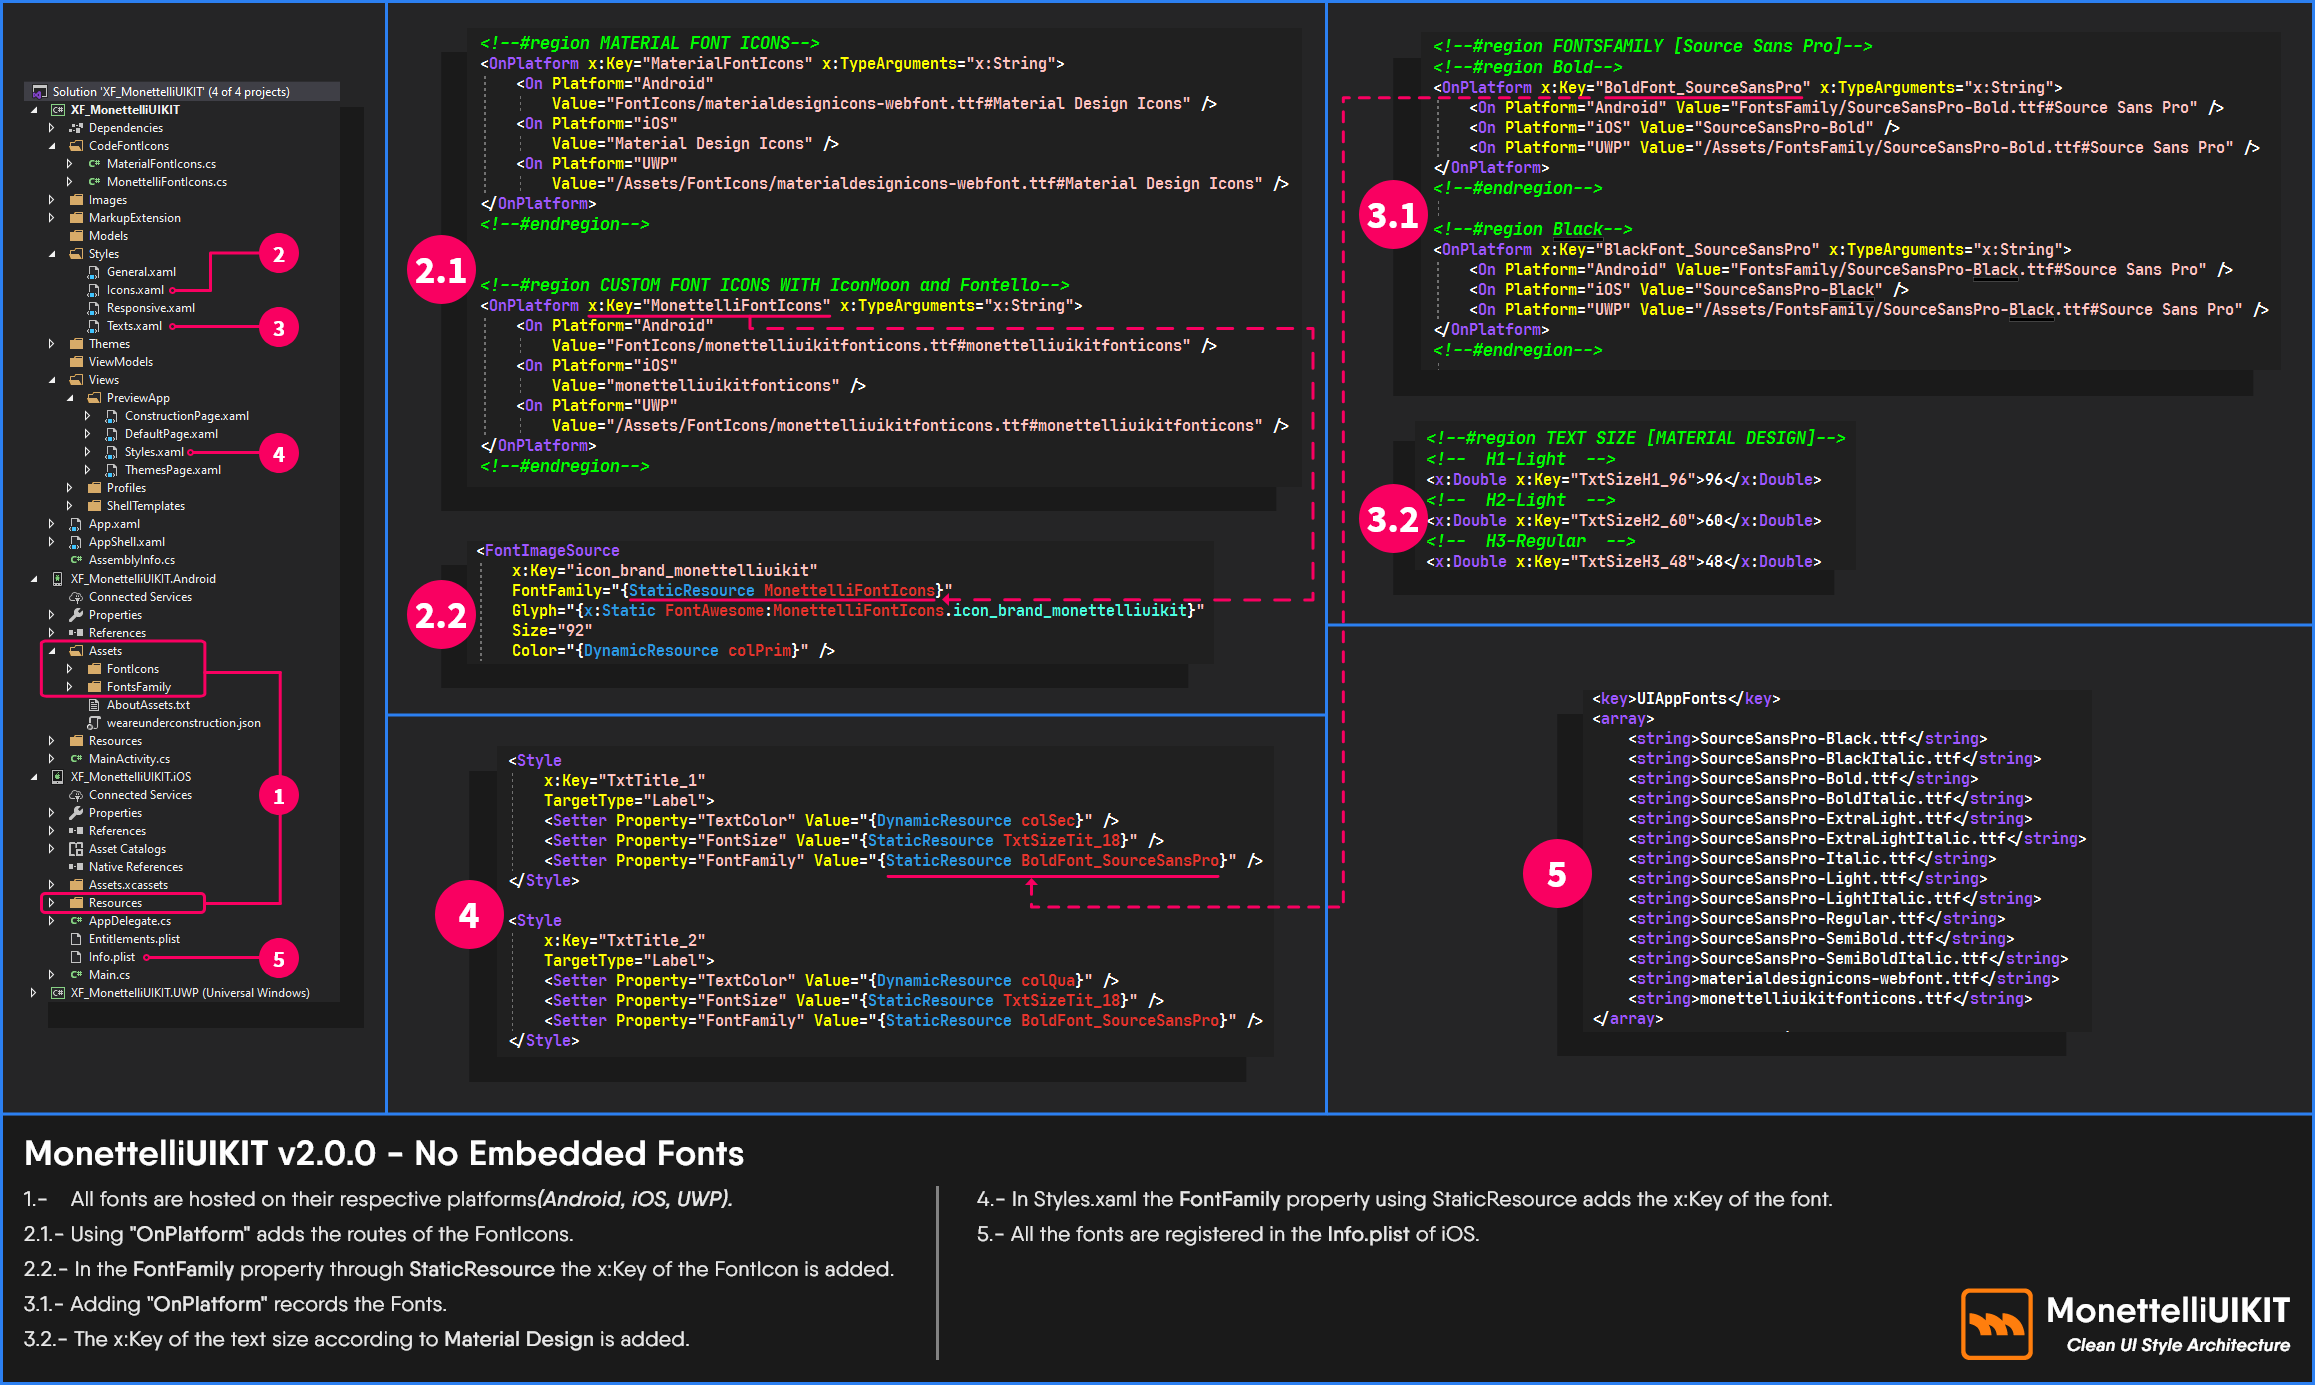 Solution 'XF_MonettelliUIKIT' (4 of 4 projects)
XF_MonettelliUIKIT
Dependencies
CodeFontIcons
C# MaterialFontIcons.cs
C# MonettelliFontIcons.cs
Images
MarkupExtension
Models
Styles
General.xaml
Icons.xaml
Responsive.xaml
Texts.xaml
Themes
ViewModels
Views
PreviewApp
ConstructionPage.xaml
DefaultPage.xaml
Styles.xaml
ThemesPage.xaml
Profiles
ShellTemplates
App.xaml
AppShell.xaml
C# AssemblyInfo.cs
XF_MonettelliUIKIT.Android
Connected Services
Properties
References
Assets
FontIcons
FontsFamily
AboutAssets.txt
weareunderconstruction.json
Resources
C# MainActivity.cs
XF_MonettelliUIKIT.iOS
Connected Services
Properties
References
Asset Catalogs
Native References
Assets.xcassets
Resources
C# AppDelegate.cs
Entitlements.plist
Info.plist
C# Main.cs
C# XF_MonettelliUIKIT.UWP (Universal Windows)
2
3
4
1
5
2.1
<!--#region MATERIAL FONT ICONS-->
<OnPlatform x:Key="MaterialFontIcons" x:TypeArguments="x:String">
<On Platform="Android"
Value="FontIcons/materialdesignicons-webfont.ttf#Material Design Icons" />
<On Platform="iOS"
Value="Material Design Icons" />
<On Platform="UWP"
Value="/Assets/FontIcons/materialdesignicons-webfont.ttf#Material Design Icons" />
</OnPlatform>
<!--#endregion-->
<!--#region CUSTOM FONT ICONS WITH IconMoon and Fontello-->
<OnPlatform x:Key="MonettelliFontIcons" x:TypeArguments="x:String">
<On Platform="Android"
Value="FontIcons/monettelliuikitfonticons.ttf#monettelliuikitfonticons" />
<On Platform="iOS"
Value="monettelliuikitfonticons" />
<On Platform="UWP"
Value="/Assets/FontIcons/monettelliuikitfonticons.ttf#monettelliuikitfonticons" />
</OnPlatform>
<!--#endregion-->
2.2
<FontImageSource
x:Key="icon_brand_monettelliuikit"
FontFamily="{StaticResource MonettelliFontIcons}"
Glyph="{x:Static FontAwesome:MonettelliFontIcons.icon_brand_monettelliuikit}"
Size="92"
Color="{DynamicResource colPrim}" />
3.1
<!--#region FONTSFAMILY [Source Sans Pro]-->
<!--#region Bold-->
<OnPlatform x:Key="BoldFont_SourceSansPro" x:TypeArguments="x:String">
<On Platform="Android" Value="FontsFamily/SourceSansPro-Bold.ttf#Source Sans Pro" />
<On Platform="iOS" Value="SourceSansPro-Bold" />
<On Platform="UWP" Value="/Assets/FontsFamily/SourceSansPro-Bold.ttf#Source Sans Pro" />
</OnPlatform>
<!--#endregion-->
<!--#region Black-->
<OnPlatform x:Key="BlackFont_SourceSansPro" x:TypeArguments="x:String">
<On Platform="Android" Value="FontsFamily/SourceSansPro-Black.ttf#Source Sans Pro" />
<On Platform="iOS" Value="SourceSansPro-Black" />
<On Platform="UWP" Value="/Assets/FontsFamily/SourceSansPro-Black.ttf#Source Sans Pro" />
</OnPlatform>
<!--#endregion-->
3.2
<!--#region TEXT SIZE [MATERIAL DESIGN]-->
<!-- H1-Light -->
<x:Double x:Key="TxtSizeH1_96">96</x:Double>
<!-- H2-Light -->
<x:Double x:Key="TxtSizeH2_60">60</x:Double>
<!-- H3-Regular -->
<x:Double x:Key="TxtSizeH3_48">48</x:Double>
4
<Style
x:Key="TxtTitle_1"
TargetType="Label">
<Setter Property="TextColor" Value="{DynamicResource colSec}" />
<Setter Property="FontSize" Value="{StaticResource TxtSizeTit_18}" />
<Setter Property="FontFamily" Value="{StaticResource BoldFont_SourceSansPro}" />
</Style>
<Style
x:Key="TxtTitle_2"
TargetType="Label">
<Setter Property="TextColor" Value="{DynamicResource colQua}" />
<Setter Property="FontSize" Value="{StaticResource TxtSizeTit_18}" />
<Setter Property="FontFamily" Value="{StaticResource BoldFont_SourceSansPro}" />
</Style>
5
<key>UIAppFonts</key>
<array>
<string>SourceSansPro-Black.ttf</string>
<string>SourceSansPro-BlackItalic.ttf</string>
<string>SourceSansPro-Bold.ttf</string>
<string>SourceSansPro-BoldItalic.ttf</string>
<string>SourceSansPro-ExtraLight.ttf</string>
<string>SourceSansPro-ExtraLightItalic.ttf</string>
<string>SourceSansPro-Italic.ttf</string>
<string>SourceSansPro-Light.ttf</string>
<string>SourceSansPro-LightItalic.ttf</string>
<string>SourceSansPro-Regular.ttf</string>
<string>SourceSansPro-SemiBold.ttf</string>
<string>SourceSansPro-SemiBoldItalic.ttf</string>
<string>materialdesignicons-webfont.ttf</string>
<string>monettelliuikitfonticons.ttf</string>
</array>
MonettelliUIKIT v2.0.0 - No Embedded Fonts
1.- All fonts are hosted on their respective platforms(Android, iOS, UWP).
2.1.- Using "OnPlatform" adds the routes of the FontIcons.
2.2.- In the FontFamily property through StaticResource the x:Key of the FontIcon is added.
3.1.- Adding "OnPlatform" records the Fonts.
3.2.- The x:Key of the text size according to Material Design is added.
4.- In Styles.xaml the FontFamily property using StaticResource adds the x:Key of the font.
5.- All the fonts are registered in the Info.plist of iOS.
MonettelliUIKIT
Clean UI Style Architecture